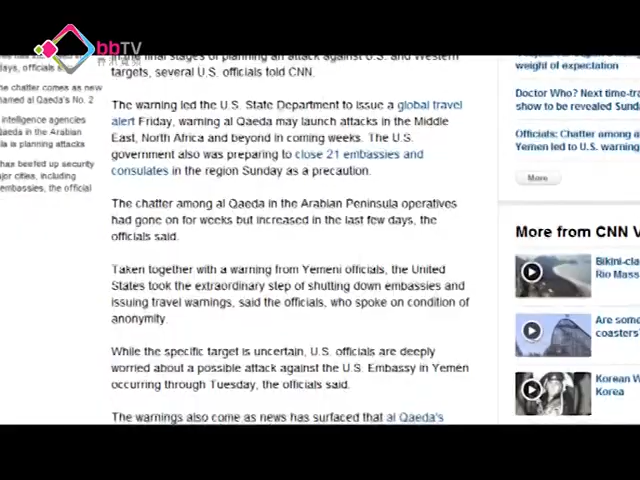 bbTV
in the final stages of planning an attack against U.S. and Western
targets, several U.S. officials told CNN.
The warning led the U.S. State Department to issue a global travel
alert Friday, warning al Qaeda may launch attacks in the Middle
East, North Africa and beyond in coming weeks. The U.S.
government also was preparing to close 21 embassies and
consulates in the region Sunday as a precaution.
The chatter among al Qaeda in the Arabian Peninsula operatives
had gone on for weeks but increased in the last few days, the
officials said.
Taken together with a warning from Yemeni officials, the United
States took the extraordinary step of shutting down embassies and
issuing travel warnings, said the officials, who spoke on condition of
anonymity.
While the specific target is uncertain, U.S. officials are deeply
worried about a possible attack against the U.S. Embassy in Yemen
occurring through Tuesday, the officials said.
The warnings also come as news has surfaced that al Qaeda's
days, officials
he chatter comes as new
named al Qaeda's No. 2
intelligence agencies
Qaeda in the Arabian
la is planning attacks
has beefed up security
jor cities, including
embassies, the official
weight of expectation
Doctor Who? Next time-tra
show to be revealed Sunda
Officials: Chatter among a
Yemen led to U.S. warning
More
More from CNN V
Bikini-cla
Rio Mass
Are some
coasters'
Korean W
Korea